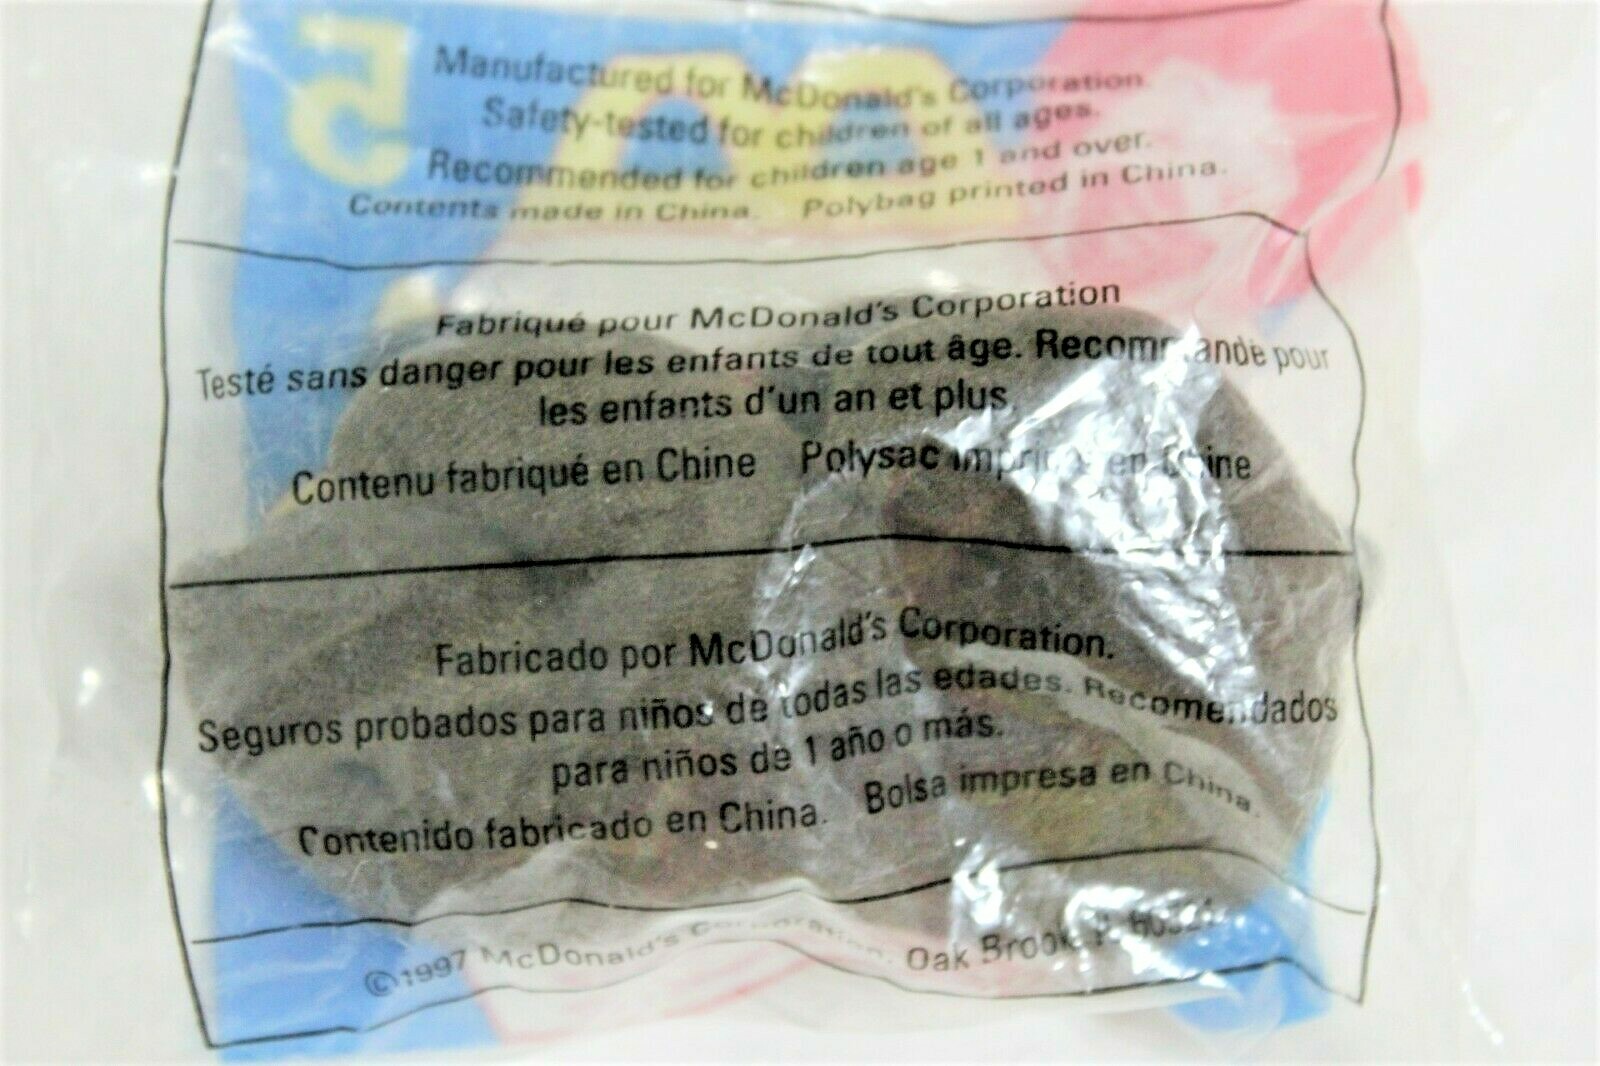 5
Manufactured for McDonald's Corporation.
Safety-tested for children of all ages.
Recommended for children age 1 and over.
Contents made in China. Polybag printed in China.
Fabriqué pour McDonald's Corporation
Testé sans danger pour les enfants de tout âge. Recommandé pour
les enfants d'un an et plus.
Contenu fabriqué en Chine Polysac imprimé en Chine
Fabricado por McDonald's Corporation.
Seguros probados para niños de todas las edades. Recomendados
para niños de 1 año o más.
Contenido fabricado en China. Bolsa impresa en China.
©1997 McDonald's Corporation. Oak Brook